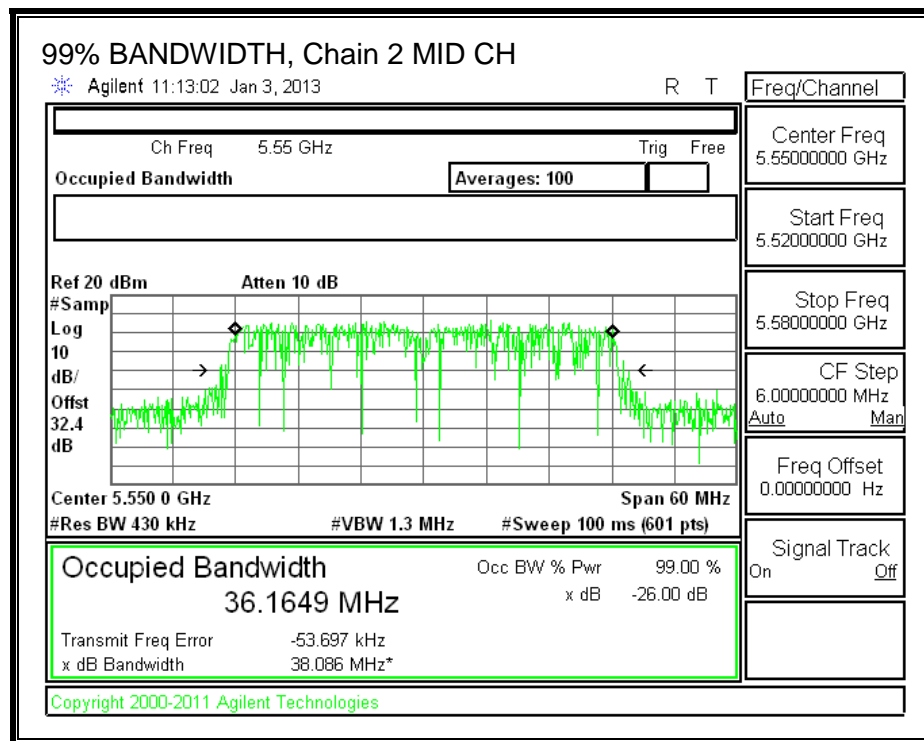 99% BANDWIDTH, Chain 2 MID CH
Agilent 11:13:02 Jan 3, 2013 R T
Freq/Channel
Ch Freq 5.55 GHz Trig Free
Occupied Bandwidth Averages: 100
Center Freq
5.55000000 GHz
Start Freq
5.52000000 GHz
Stop Freq
5.58000000 GHz
CF Step
6.00000000 MHz
Auto Man
Freq Offset
0.00000000 Hz
Signal Track
On Off
Ref 20 dBm Atten 10 dB
#Samp
Log
10
dB/
Offst
32.4
dB
Center 5.550 0 GHz Span 60 MHz
#Res BW 430 kHz #VBW 1.3 MHz #Sweep 100 ms (601 pts)
Occupied Bandwidth Occ BW % Pwr 99.00 %
36.1649 MHz x dB -26.00 dB
Transmit Freq Error -53.697 kHz
x dB Bandwidth 38.086 MHz*
Copyright 2000-2011 Agilent Technologies